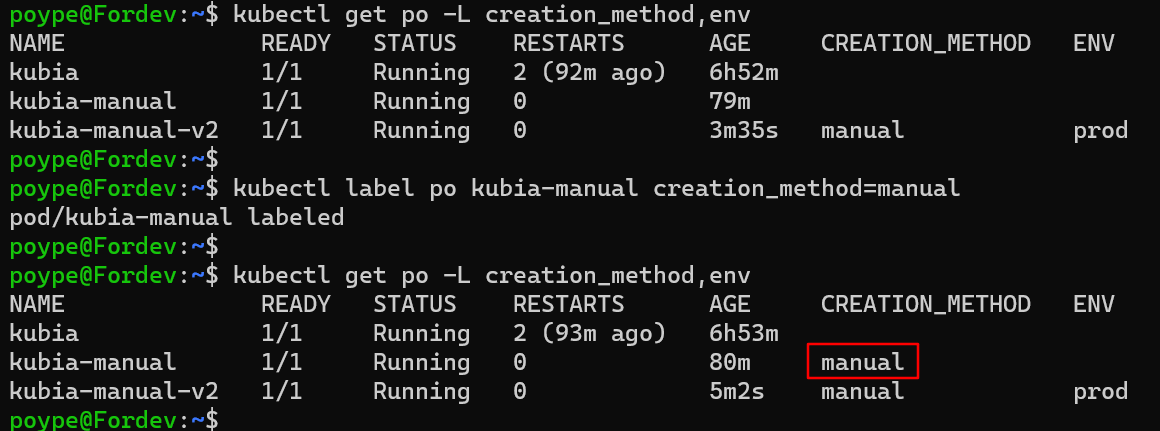 poype@Fordev:~$ kubectl get po -L creation_method,env
NAME READY STATUS RESTARTS AGE CREATION_METHOD ENV
kubia 1/1 Running 2 (92m ago) 6h52m
kubia-manual 1/1 Running 0 79m
kubia-manual-v2 1/1 Running 0 3m35s manual prod
poype@Fordev:~$
poype@Fordev:~$ kubectl label po kubia-manual creation_method=manual
pod/kubia-manual labeled
poype@Fordev:~$
poype@Fordev:~$ kubectl get po -L creation_method,env
NAME READY STATUS RESTARTS AGE CREATION_METHOD ENV
kubia 1/1 Running 2 (93m ago) 6h53m
kubia-manual 1/1 Running 0 80m manual
kubia-manual-v2 1/1 Running 0 5m2s manual prod
poype@Fordev:~$